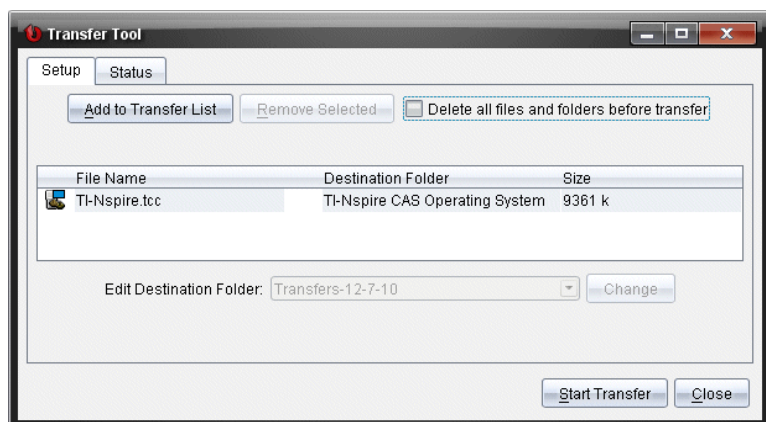 Transfer Tool
Setup Status
Add to Transfer List Remove Selected Delete all files and folders before transfer
File Name Destination Folder Size
TI-Nspire.tcc TI-Nspire CAS Operating System 9361 k
Edit Destination Folder: Transfers-12-7-10 Change
Start Transfer Close